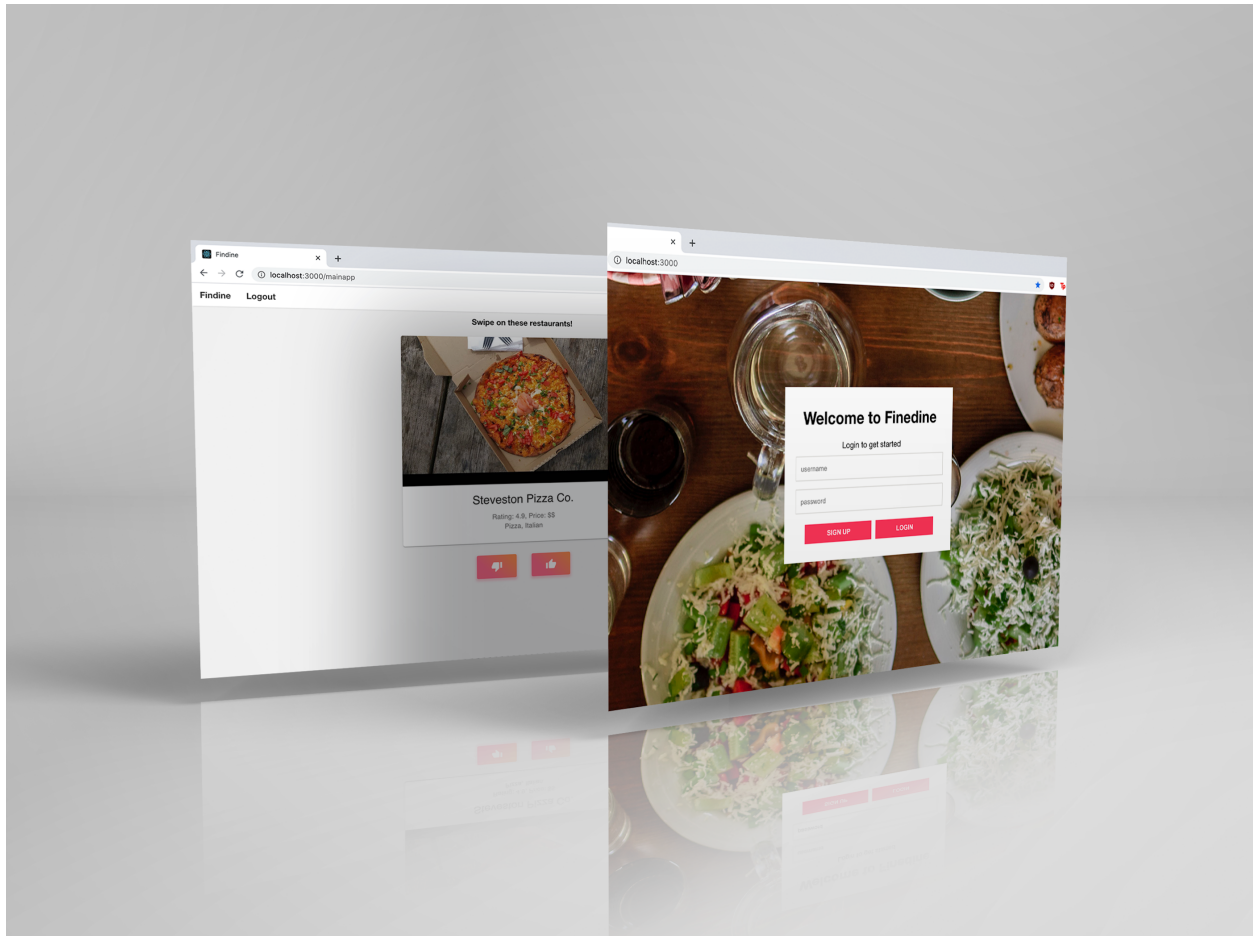 Findine
localhost:3000/mainapp
Findine Logout
Swipe on these restaurants!
Steveston Pizza Co.
Rating: 4.6, Price: $$
Pizza, Italian
localhost:3000
Welcome to Finedine
Login to get started
username
password
SIGN UP LOGIN